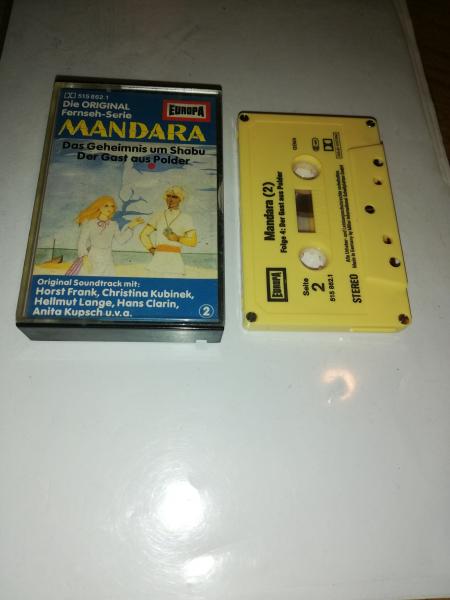 515 862.1
Die ORIGINAL
Fernseh-Serie
EUROPA
MANDARA
Das Geheimnis um Shabu
Der Gast aus Polder
Original Soundtrack mit:
Horst Frank, Christina Kubinek,
Hellmut Lange, Hans Clarin,
Anita Kupsch u.v.a.
2
Mandara (2)
Folge 4: Der Gast aus Polder
EUROPA
Seite
2
515 862.1
STEREO